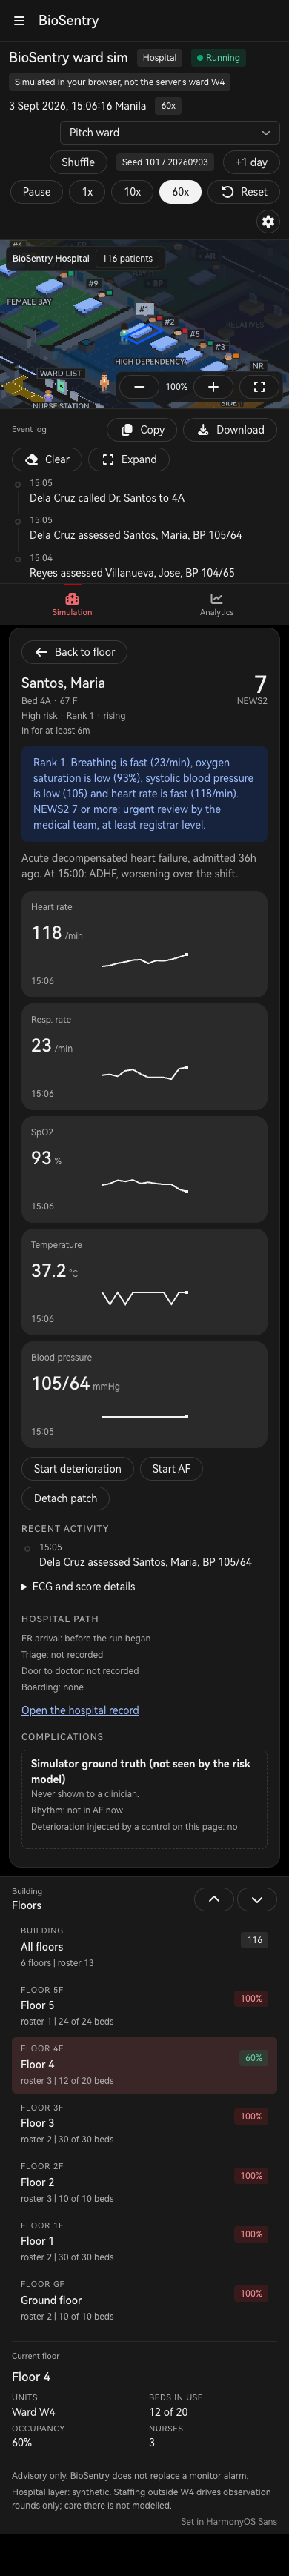 BioSentry
BioSentry ward sim
Hospital
Running
Simulated in your browser, not the server's ward W4
3 Sept 2026, 15:06:16 Manila
60x
Pitch ward
Shuffle
Seed 101 / 20260903
+1 day
Pause
1x
10x
60x
Reset
BioSentry Hospital
116 patients
AR
#9
BP
FEMALE BAY
#1
#2
#5
#3
HIGH DEPENDENCY
WARD LIST
NR
100%
NURSE STATION
Event log
Copy
Download
Clear
Expand
15:05
Dela Cruz called Dr. Santos to 4A
15:05
Dela Cruz assessed Santos, Maria, BP 105/64
15:04
Reyes assessed Villanueva, Jose, BP 104/65
Simulation
Analytics
Back to floor
Santos, Maria
7
Bed 4A · 67 F
NEWS2
High risk · Rank 1 · rising
In for at least 6m
Rank 1. Breathing is fast (23/min), oxygen
saturation is low (93%), systolic blood pressure
is low (105) and heart rate is fast (118/min).
NEWS2 7 or more: urgent review by the
medical team, at least registrar level.
Acute decompensated heart failure, admitted 36h
ago. At 15:00: ADHF, worsening over the shift.
Heart rate
118 /min
15:06
Resp. rate
23 /min
15:06
SpO2
93 %
15:06
Temperature
37.2 °C
15:06
Blood pressure
105/64 mmHg
15:05
Start deterioration
Start AF
Detach patch
RECENT ACTIVITY
15:05
Dela Cruz assessed Santos, Maria, BP 105/64
ECG and score details
HOSPITAL PATH
ER arrival: before the run began
Triage: not recorded
Door to doctor: not recorded
Boarding: none
Open the hospital record
COMPLICATIONS
Simulator ground truth (not seen by the risk
model)
Never shown to a clinician.
Rhythm: not in AF now
Deterioration injected by a control on this page: no
Building
Floors
BUILDING
All floors
116
6 floors | roster 13
FLOOR 5F
Floor 5
100%
roster 1 | 24 of 24 beds
FLOOR 4F
Floor 4
60%
roster 3 | 12 of 20 beds
FLOOR 3F
Floor 3
100%
roster 2 | 30 of 30 beds
FLOOR 2F
Floor 2
100%
roster 3 | 10 of 10 beds
FLOOR 1F
Floor 1
100%
roster 2 | 30 of 30 beds
FLOOR GF
Ground floor
100%
roster 2 | 10 of 10 beds
Current floor
Floor 4
UNITS
BEDS IN USE
Ward W4
12 of 20
OCCUPANCY
NURSES
60%
3
Advisory only. BioSentry does not replace a monitor alarm.
Hospital layer: synthetic. Staffing outside W4 drives observation
rounds only; care there is not modelled.
Set in HarmonyOS Sans